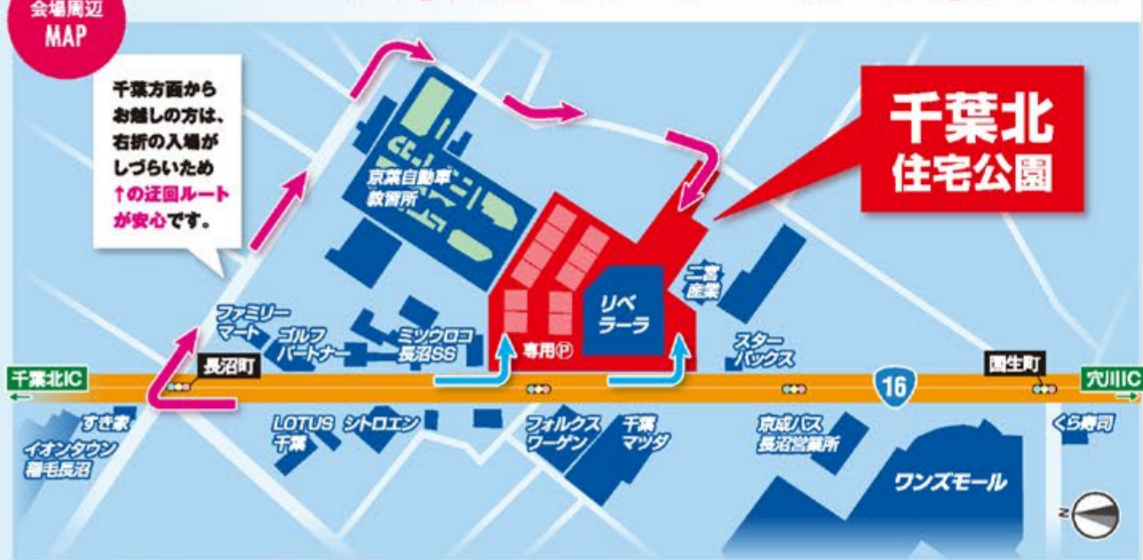 会場周辺
MAP
千葉方面から
お越しの方は、
右折の入場が
しづらいため
↑の迂回ルート
が安心です。
京葉自動車
教習所
千葉北
住宅公園
二宮
産業
リベ
ラーラ
ファミリー
マート
ゴルフ
パートナー
ミツウロコ
長沼SS
専用P
スター
バックス
長沼町
園生町
千葉北IC
16
穴川IC
すき家
イオンタウン
稲毛長沼
LOTUS
千葉
シトロエン
フォルクス
ワーゲン
千葉
マツダ
京成バス
長沼営業所
ワンズモール
くら寿司
N